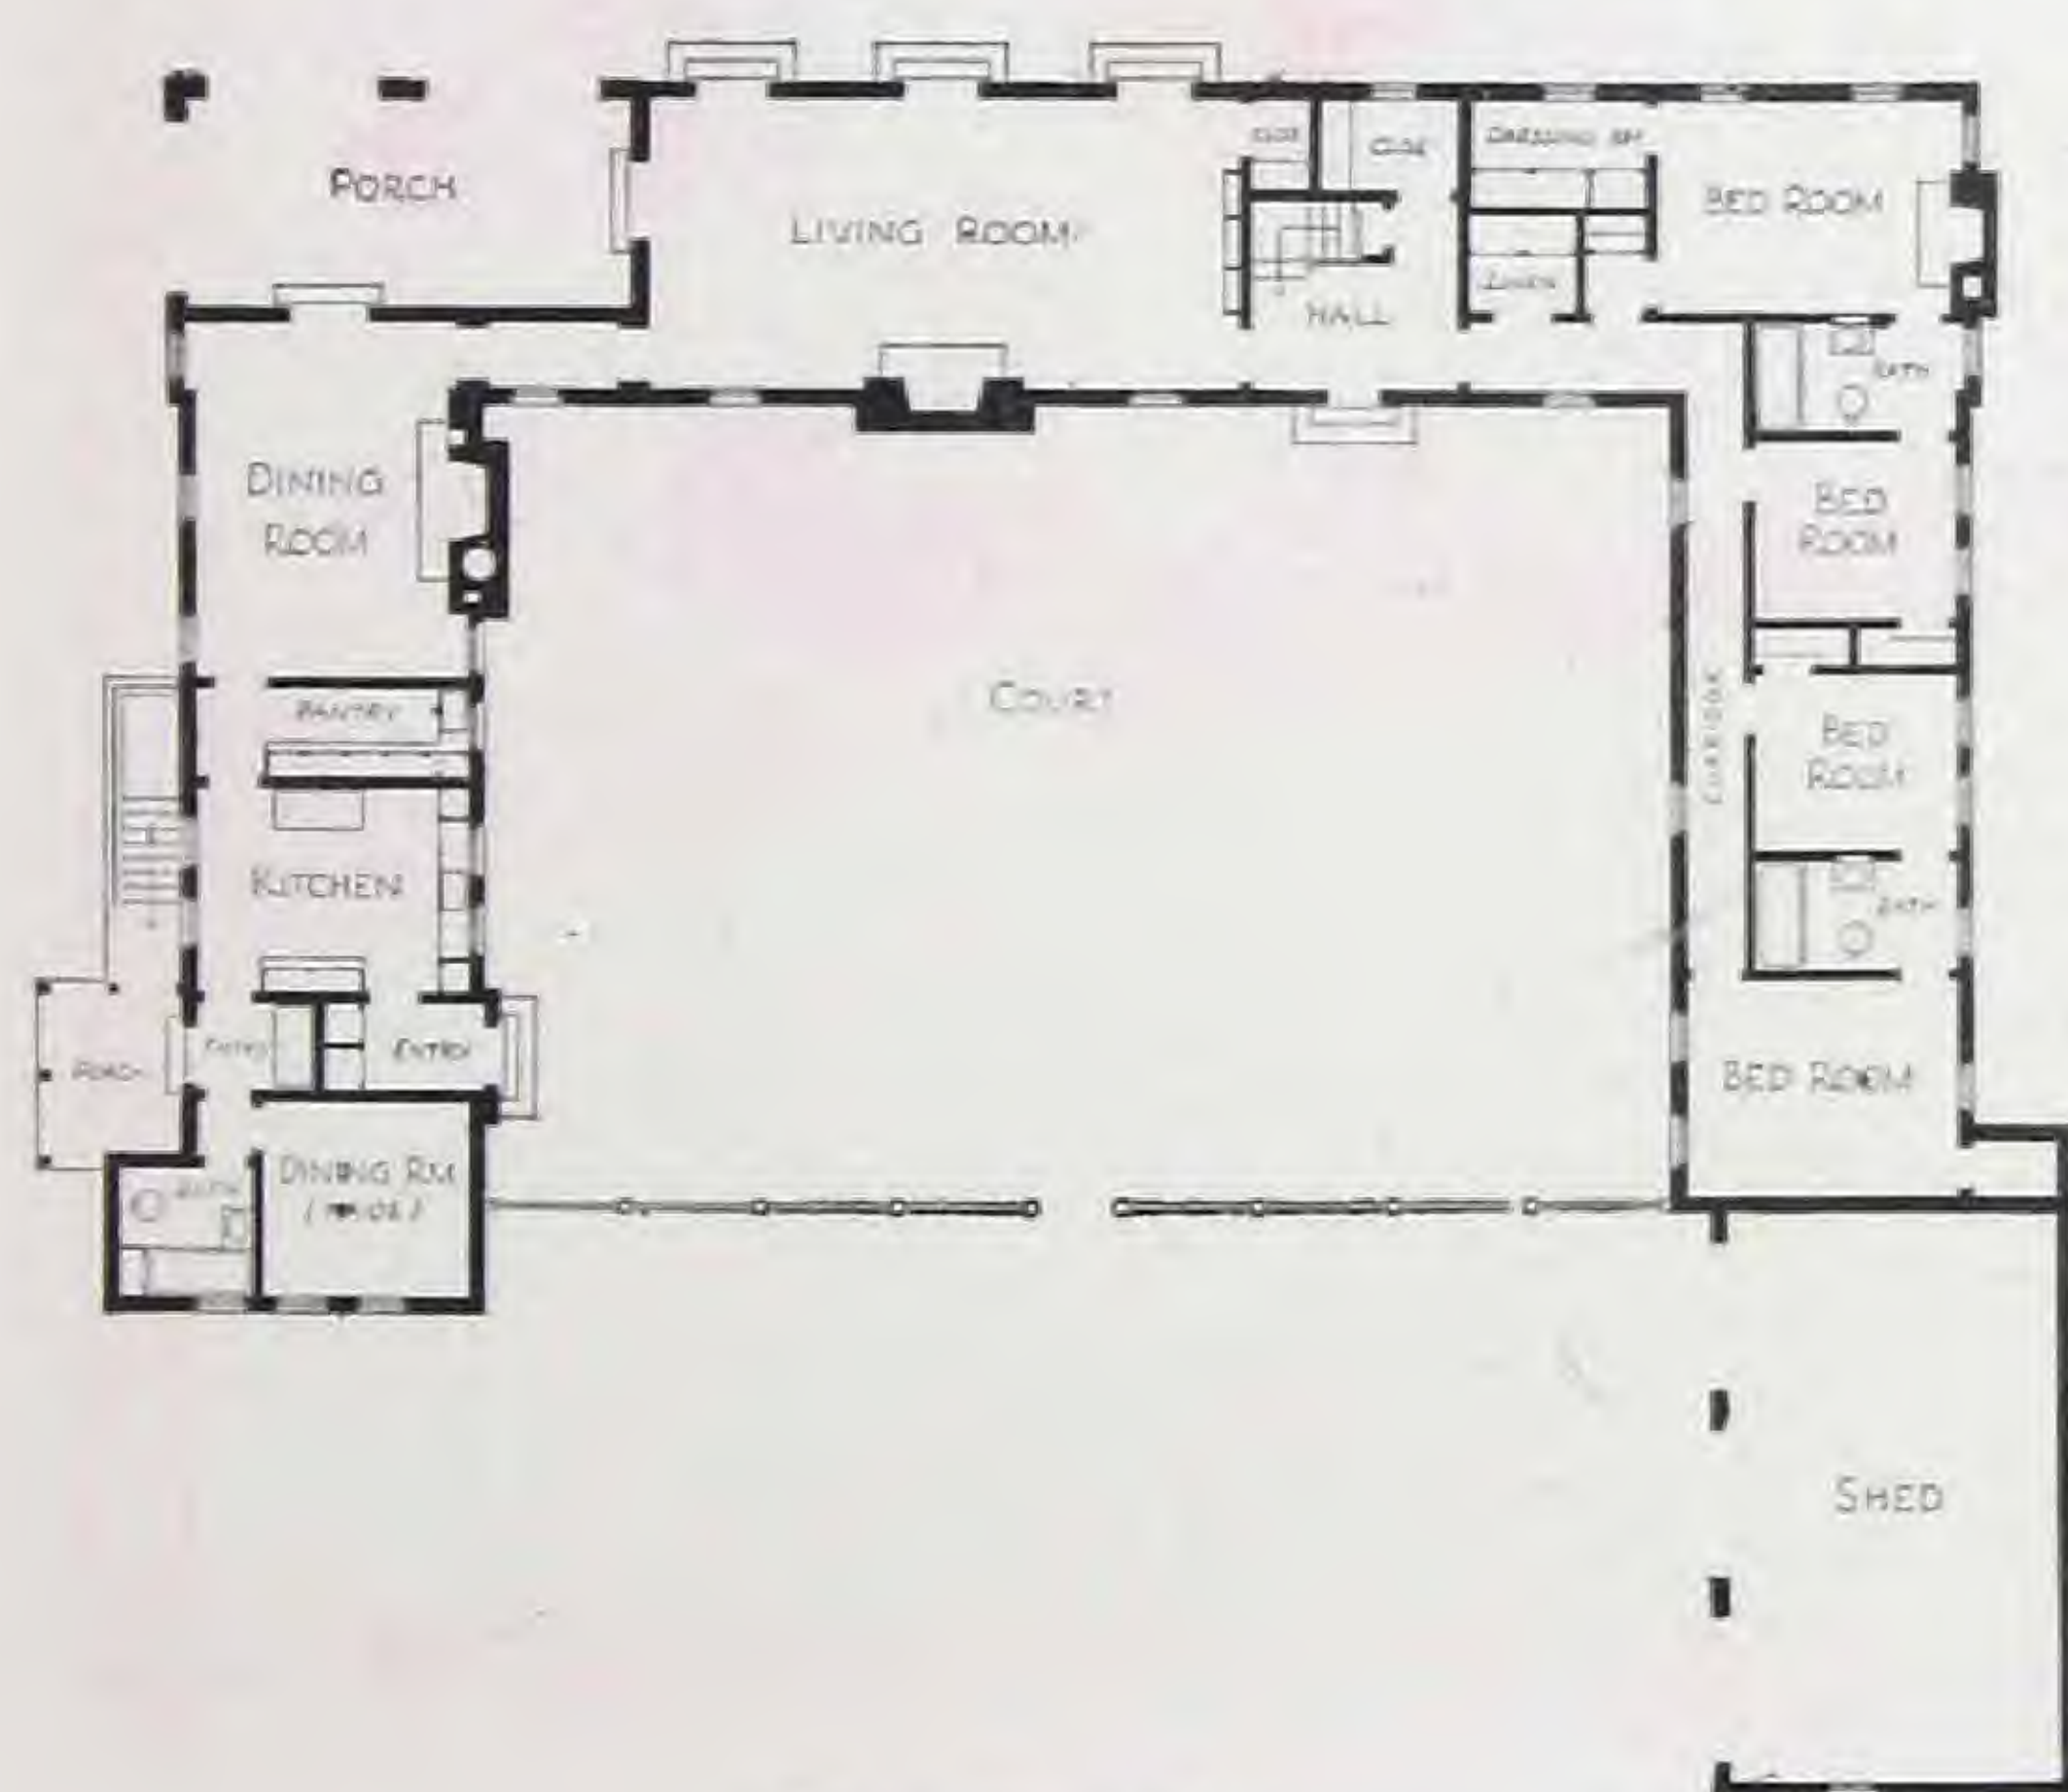 PORCH
LIVING ROOM
CLOS
CLOS
DRESSING RM
BED ROOM
LINEN
HALL
BATH
DINING
ROOM
BED
ROOM
COURT
CORRIDOR
PANTRY
BED
ROOM
KITCHEN
BATH
ENTRY
ENTRY
PORCH
BED ROOM
DINING RM
BATH
SHED